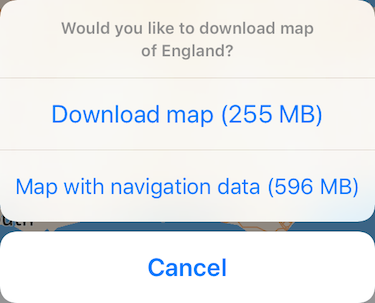 Would you like to download map
of England?
Download map (255 MB)
Map with navigation data (596 MB)
Cancel